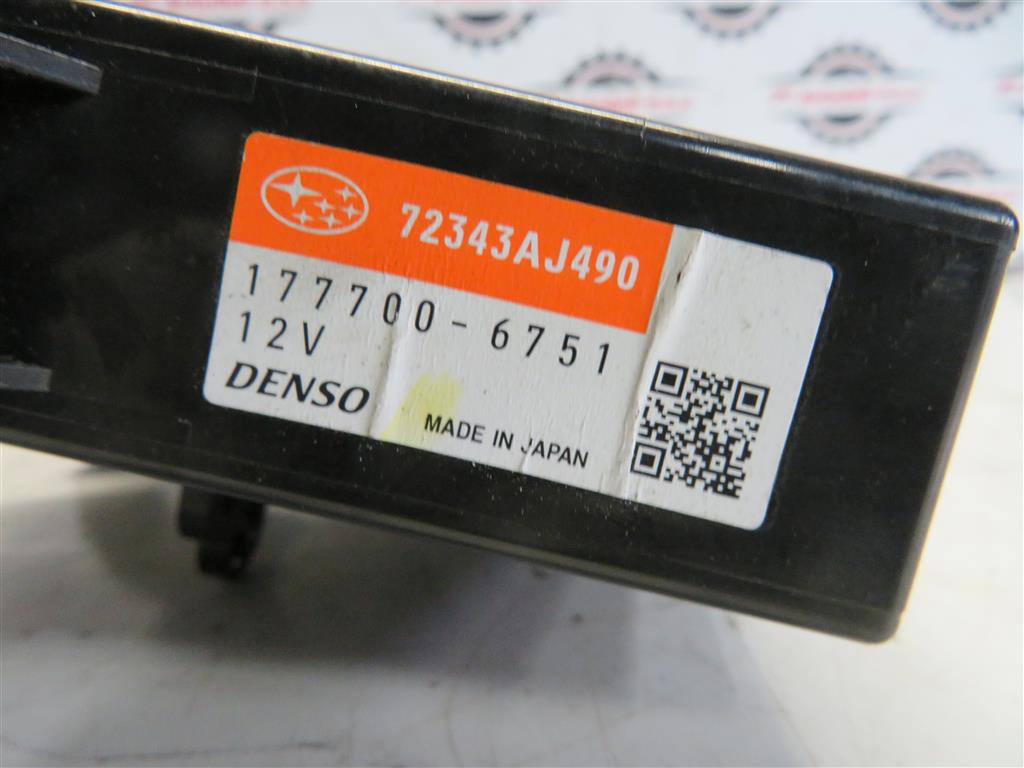 72343AJ490
177700-6751
12V
DENSO
MADE IN JAPAN